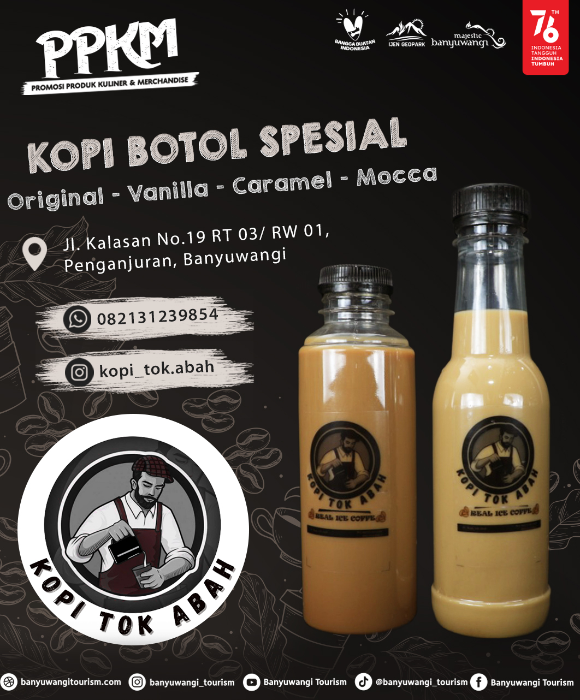 PPKM
PROMOSI PRODUK KULINER & MERCHANDISE
BANGGA BUATAN
INDONESIA
IJEN GEOPARK
majestic
banyuwangi
76TH
INDONESIA
TANGGUH
INDONESIA
TUMBUH
KOPI BOTOL SPESIAL
Original - Vanilla - Caramel - Mocca
Jl. Kalasan No.19 RT 03/ RW 01,
Penganjuran, Banyuwangi
082131239854
kopi_tok.abah
KOPI TOK ABAH
KOPI TOK ABAH
REAL ICE COFFE
KOPI TOK ABAH
REAL ICE COFFE
banyuwangitourism.com
banyuwangi_tourism
Banyuwangi Tourism
@banyuwangi_tourism
Banyuwangi Tourism